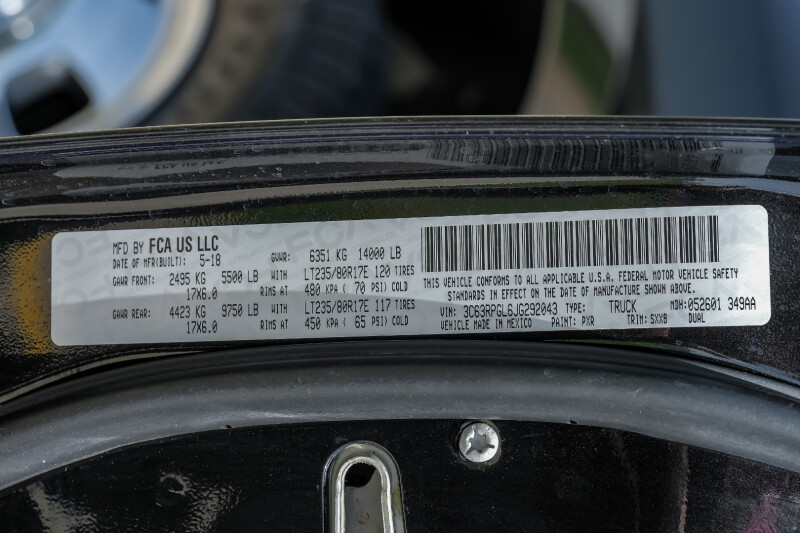 MFD BY FCA US LLC
DATE OF MFR(BUILT): 5-18 GVWR: 6351 KG 14000 LB
GAWR FRONT: 2495 KG 5500 LB WITH LT235/80R17E 120 TIRES
17X6.0 RIMS AT 480 KPA ( 70 PSI) COLD
GAWR REAR: 4423 KG 9750 LB WITH LT235/80R17E 117 TIRES
17X6.0 RIMS AT 450 KPA ( 65 PSI) COLD
THIS VEHICLE CONFORMS TO ALL APPLICABLE U.S.A. FEDERAL MOTOR VEHICLE SAFETY
STANDARDS IN EFFECT ON THE DATE OF MANUFACTURE SHOWN ABOVE.
VIN: 3C63RPGL6JG292043 TYPE: TRUCK MDH:052601 349AA
VEHICLE MADE IN MEXICO PAINT: PXR TRIM: SXX8 DUAL